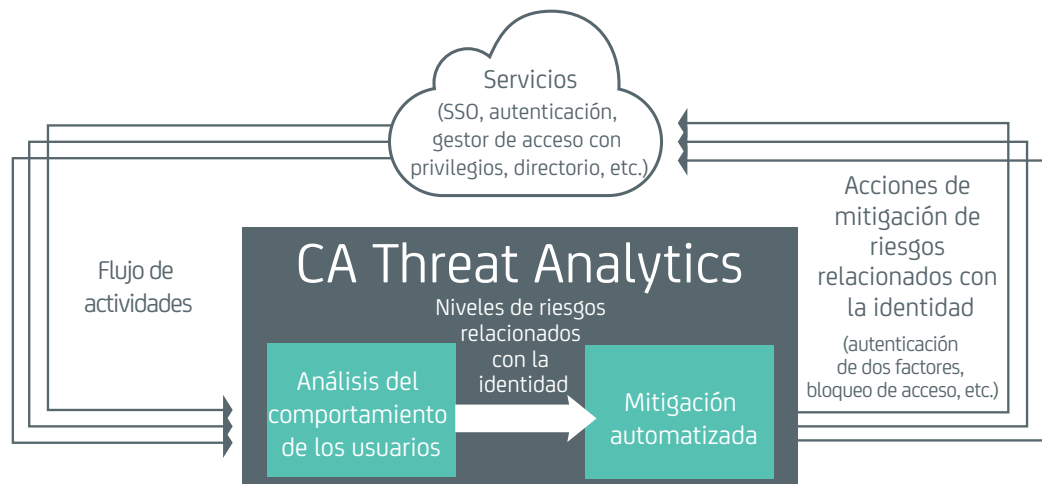 Servicios
(SSO, autenticación,
gestor de acceso con
privilegios, directorio, etc.)
Flujo de
actividades
CA Threat Analytics
Niveles de riesgos
relacionados
con la
identidad
Análisis del
comportamiento
de los usuarios
Mitigación
automatizada
Acciones de
mitigación de
riesgos
relacionados con
la identidad
(autenticación
de dos factores,
bloqueo de acceso, etc.)